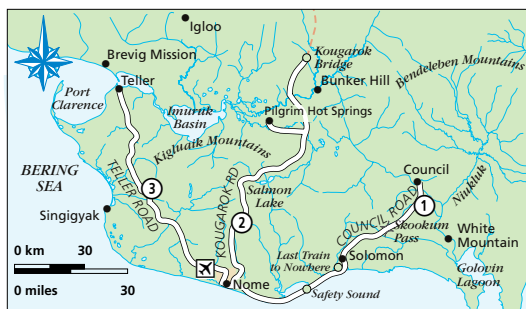 Igloo
Kougarok
Bridge
Brevig Mission
Teller
Bunker Hill
Bendeleben Mountains
Port
Clarence
Imuruk
Basin
Pilgrim Hot Springs
Kigluaik Mountains
BERING
SEA
TELLER ROAD
3
KOUGAROK RD
2
Salmon
Lake
Council
1
COUNCIL ROAD
Niukluk
Skookum
Pass
Singigyak
White
Mountain
Last Train
to Nowhere
Solomon
Golovin
Lagoon
0 km 30
0 miles 30
Nome
Safety Sound